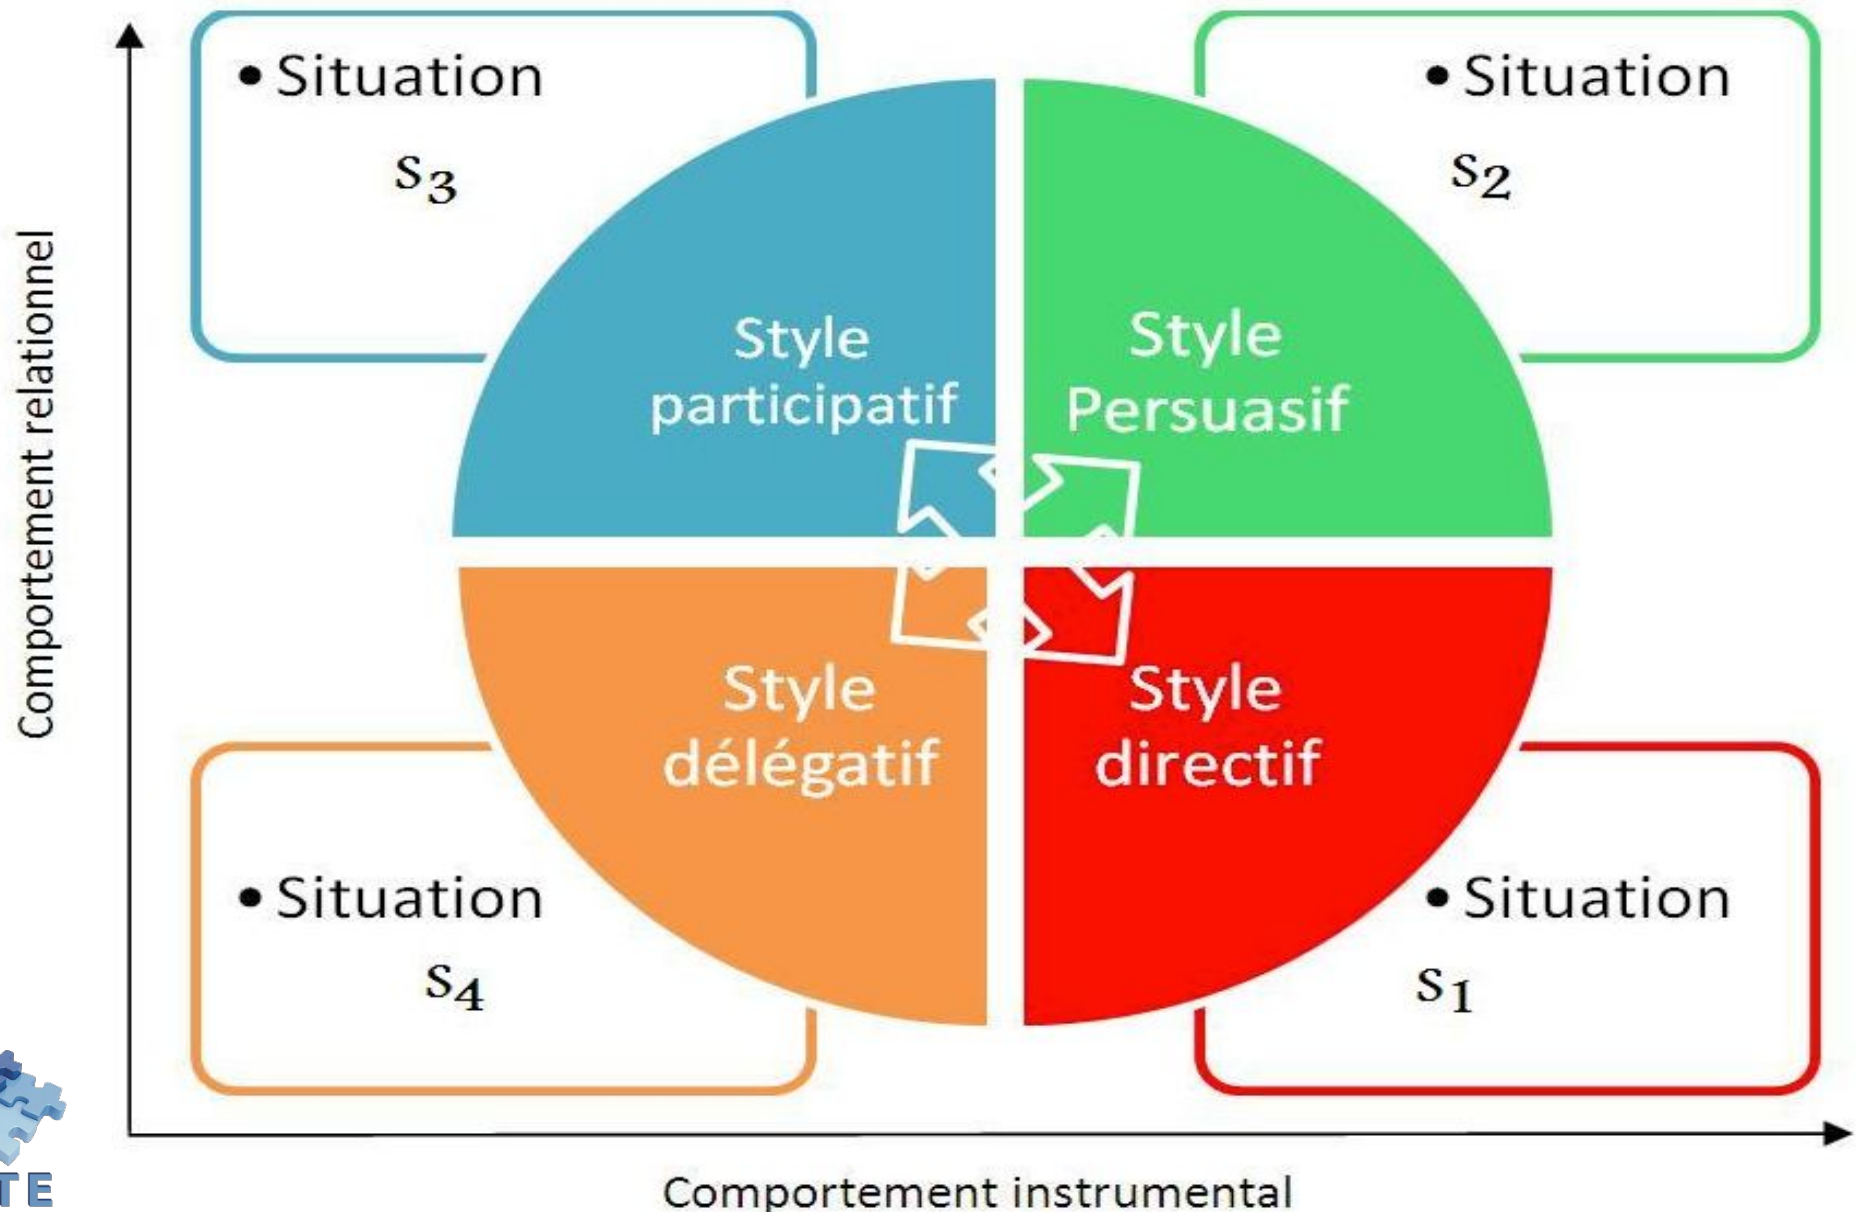 • Situation
s3
• Situation
s2
Comportement relationnel
Style
participatif
Style
Persuasif
Style
délégatif
Style
directif
• Situation
s4
• Situation
s1
TE
Comportement instrumental